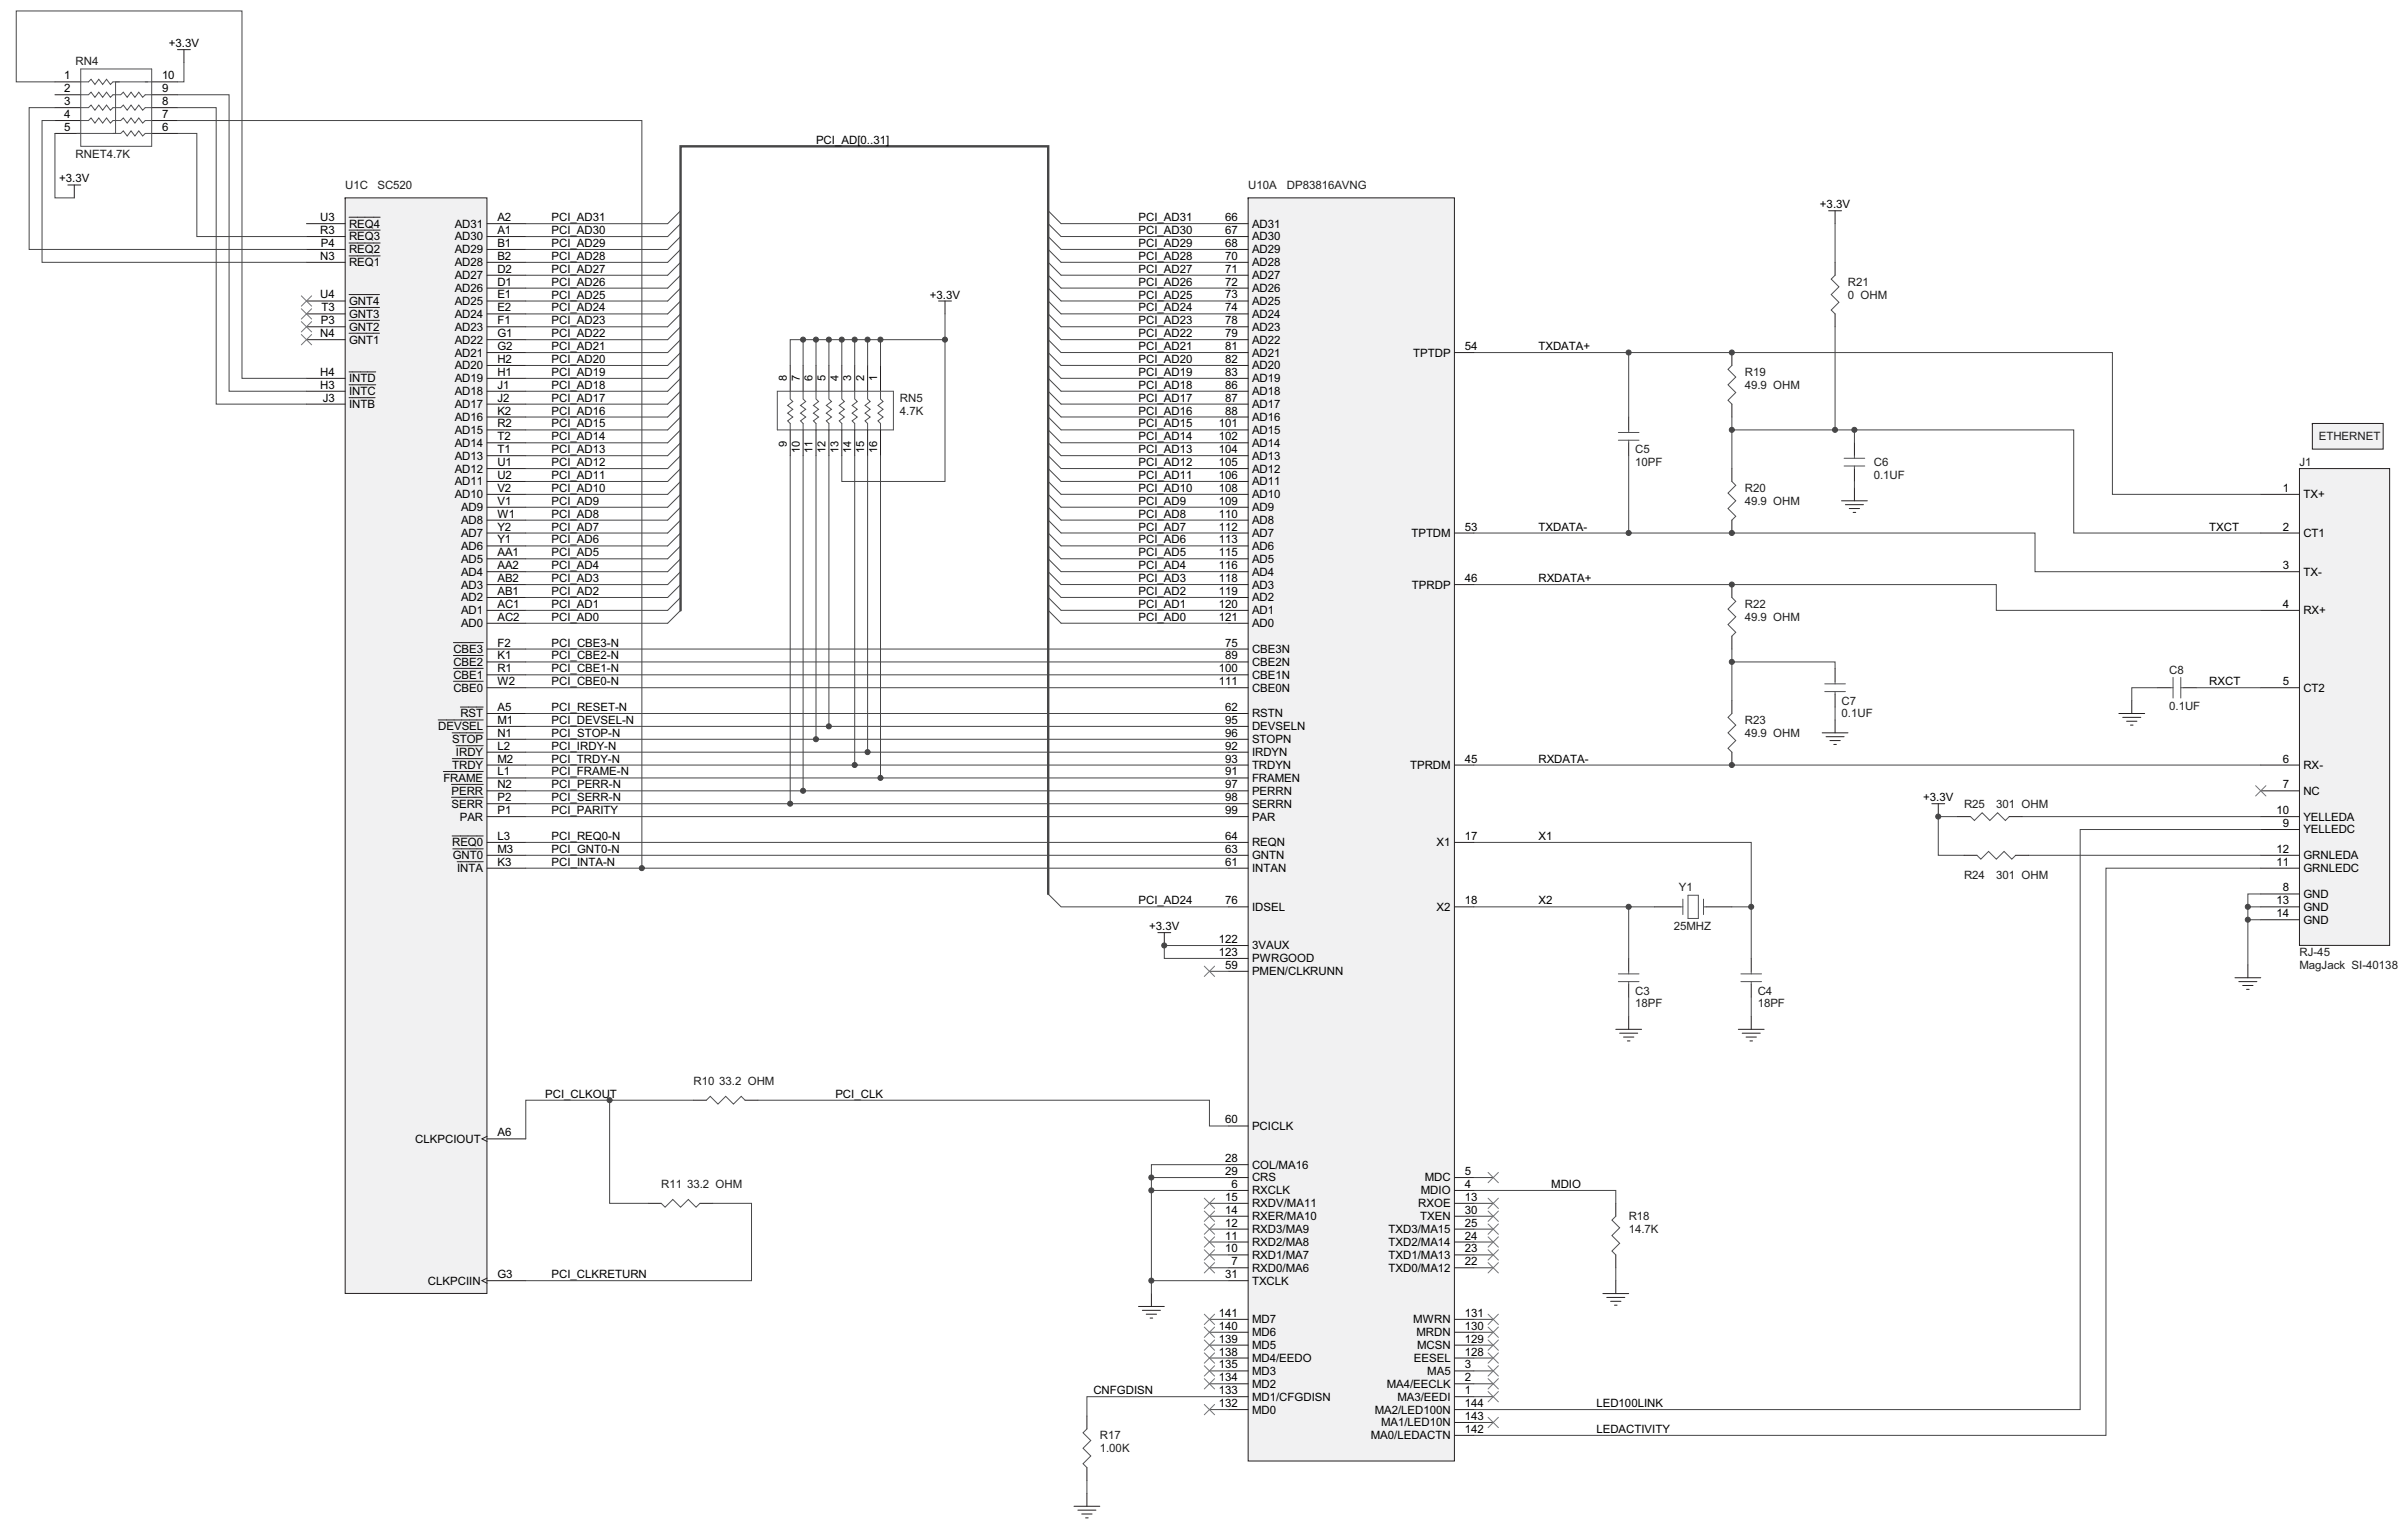 +3.3V
RN4
1 10
2 9
3 8
4 7
5 6
RNET4.7K
+3.3V
PCI_AD[0..31]
U1C SC520
U3 REQ4
R3 REQ3
P4 REQ2
N3 REQ1
U4 GNT4
T3 GNT3
P3 GNT2
N4 GNT1
H4 INTD
H3 INTC
J3 INTB
AD31 A2 PCI_AD31
AD30 A1 PCI_AD30
AD29 B1 PCI_AD29
AD28 B2 PCI_AD28
AD27 D2 PCI_AD27
AD26 D1 PCI_AD26
AD25 E1 PCI_AD25
AD24 E2 PCI_AD24
AD23 F1 PCI_AD23
AD22 G1 PCI_AD22
AD21 G2 PCI_AD21
AD20 H2 PCI_AD20
AD19 H1 PCI_AD19
AD18 J1 PCI_AD18
AD17 J2 PCI_AD17
AD16 K2 PCI_AD16
AD15 R2 PCI_AD15
AD14 T2 PCI_AD14
AD13 T1 PCI_AD13
AD12 U1 PCI_AD12
AD11 U2 PCI_AD11
AD10 V2 PCI_AD10
AD9 V1 PCI_AD9
AD8 W1 PCI_AD8
AD7 Y2 PCI_AD7
AD6 Y1 PCI_AD6
AD5 AA1 PCI_AD5
AD4 AA2 PCI_AD4
AD3 AB2 PCI_AD3
AD2 AB1 PCI_AD2
AD1 AC1 PCI_AD1
AD0 AC2 PCI_AD0
CBE3 F2 PCI_CBE3-N
CBE2 K1 PCI_CBE2-N
CBE1 R1 PCI_CBE1-N
CBE0 W2 PCI_CBE0-N
RST A5 PCI_RESET-N
DEVSEL M1 PCI_DEVSEL-N
STOP N1 PCI_STOP-N
IRDY L2 PCI_IRDY-N
TRDY M2 PCI_TRDY-N
FRAME L1 PCI_FRAME-N
PERR N2 PCI_PERR-N
SERR P2 PCI_SERR-N
PAR P1 PCI_PARITY
REQ0 L3 PCI_REQ0-N
GNT0 M3 PCI_GNT0-N
INTA K3 PCI_INTA-N
CLKPCIOUT A6 PCI_CLKOUT
R10 33.2 OHM
PCI_CLK
R11 33.2 OHM
CLKPCIIN G3 PCI_CLKRETURN
+3.3V
8 7 6 5 4 3 2 1
RN5
4.7K
9 10 11 12 13 14 15 16
U10A DP83816AVNG
PCI_AD31 66 AD31
PCI_AD30 67 AD30
PCI_AD29 68 AD29
PCI_AD28 70 AD28
PCI_AD27 71 AD27
PCI_AD26 72 AD26
PCI_AD25 73 AD25
PCI_AD24 74 AD24
PCI_AD23 78 AD23
PCI_AD22 79 AD22
PCI_AD21 81 AD21
PCI_AD20 82 AD20
PCI_AD19 83 AD19
PCI_AD18 86 AD18
PCI_AD17 87 AD17
PCI_AD16 88 AD16
PCI_AD15 101 AD15
PCI_AD14 102 AD14
PCI_AD13 104 AD13
PCI_AD12 105 AD12
PCI_AD11 106 AD11
PCI_AD10 108 AD10
PCI_AD9 109 AD9
PCI_AD8 110 AD8
PCI_AD7 112 AD7
PCI_AD6 113 AD6
PCI_AD5 115 AD5
PCI_AD4 116 AD4
PCI_AD3 118 AD3
PCI_AD2 119 AD2
PCI_AD1 120 AD1
PCI_AD0 121 AD0
75 CBE3N
89 CBE2N
100 CBE1N
111 CBE0N
62 RSTN
95 DEVSELN
96 STOPN
92 IRDYN
93 TRDYN
91 FRAMEN
97 PERRN
98 SERRN
99 PAR
64 REQN
63 GNTN
61 INTAN
PCI_AD24 76 IDSEL
+3.3V
122 3VAUX
123 PWRGOOD
59 PMEN/CLKRUNN
60 PCICLK
28 COL/MA16
29 CRS
6 RXCLK
15 RXDV/MA11
14 RXER/MA10
12 RXD3/MA9
11 RXD2/MA8
10 RXD1/MA7
7 RXD0/MA6
31 TXCLK
141 MD7
140 MD6
139 MD5
138 MD4/EEDO
135 MD3
134 MD2
CNFGDISN 133 MD1/CFGDISN
132 MD0
R17
1.00K
TPTDP 54 TXDATA+
TPTDM 53 TXDATA-
TPRDP 46 RXDATA+
TPRDM 45 RXDATA-
X1 17 X1
X2 18 X2
MDC 5
MDIO 4 MDIO
RXOE 13
TXEN 30
TXD3/MA15 25
TXD2/MA14 24
TXD1/MA13 23
TXD0/MA12 22
R18
14.7K
MWRN 131
MRDN 130
MCSN 129
EESEL 128
MA5 3
MA4/EECLK 2
MA3/EEDI 1
MA2/LED100N 144 LED100LINK
MA1/LED10N 143
MA0/LEDACTN 142 LEDACTIVITY
+3.3V
R21
0 OHM
R19
49.9 OHM
C5
10PF
C6
0.1UF
R20
49.9 OHM
R22
49.9 OHM
C7
0.1UF
R23
49.9 OHM
Y1
25MHZ
C3
18PF
C4
18PF
C8
0.1UF
RXCT
TXCT
+3.3V
R25 301 OHM
R24 301 OHM
ETHERNET
J1
1 TX+
2 CT1
3 TX-
4 RX+
5 CT2
6 RX-
7 NC
10 YELLEDA
9 YELLEDC
12 GRNLEDA
11 GRNLEDC
8 GND
13 GND
14 GND
RJ-45
MagJack SI-40138